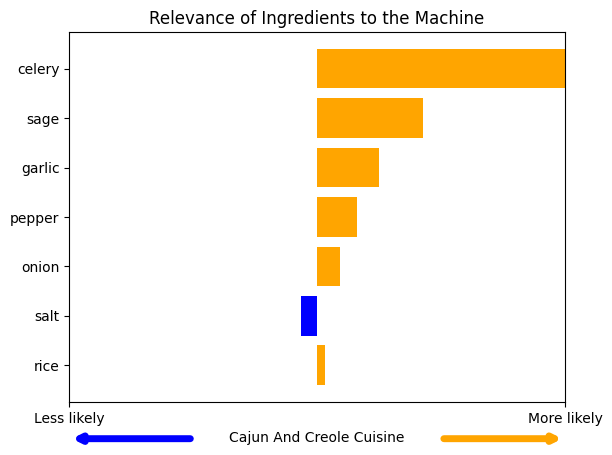 Relevance of Ingredients to the Machine
celery
sage
garlic
pepper
onion
salt
rice
Less likely
More likely
Cajun And Creole Cuisine